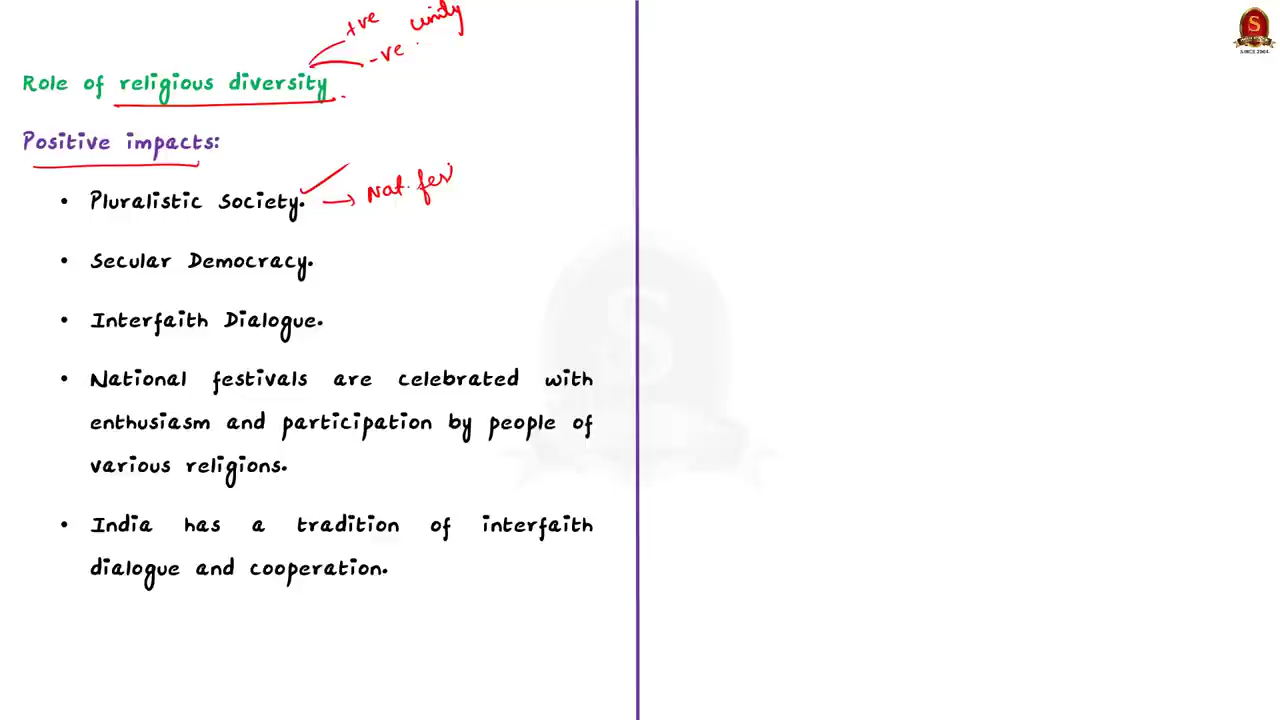 +ve unity
-ve
Role of religious diversity
Positive impacts:
• Pluralistic Society. → Nat. fes
• Secular Democracy.
• Interfaith Dialogue.
• National festivals are celebrated with
enthusiasm and participation by people of
various religions.
• India has a tradition of interfaith
dialogue and cooperation.
S
SINCE 2004